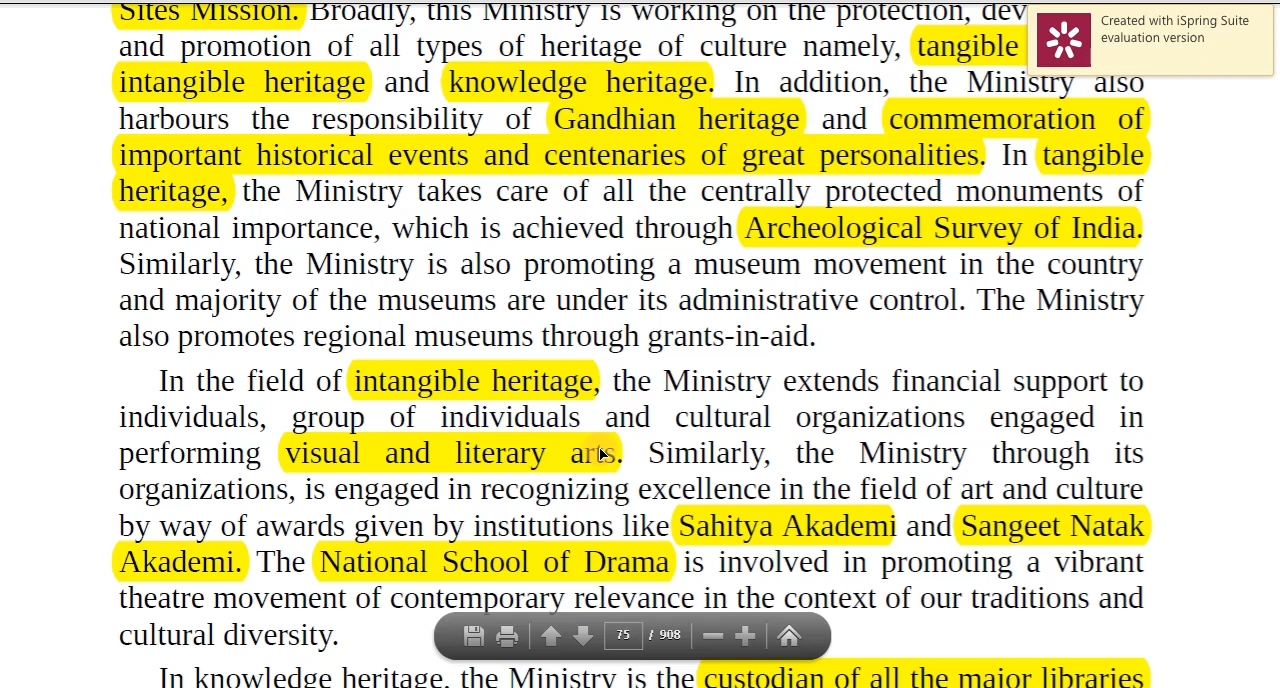 Sites Mission. Broadly, this Ministry is working on the protection, dev
and promotion of all types of heritage of culture namely, tangible
intangible heritage and knowledge heritage. In addition, the Ministry also
harbours the responsibility of Gandhian heritage and commemoration of
important historical events and centenaries of great personalities. In tangible
heritage, the Ministry takes care of all the centrally protected monuments of
national importance, which is achieved through Archeological Survey of India.
Similarly, the Ministry is also promoting a museum movement in the country
and majority of the museums are under its administrative control. The Ministry
also promotes regional museums through grants-in-aid.
In the field of intangible heritage, the Ministry extends financial support to
individuals, group of individuals and cultural organizations engaged in
performing visual and literary arts. Similarly, the Ministry through its
organizations, is engaged in recognizing excellence in the field of art and culture
by way of awards given by institutions like Sahitya Akademi and Sangeet Natak
Akademi. The National School of Drama is involved in promoting a vibrant
theatre movement of contemporary relevance in the context of our traditions and
cultural diversity.
In knowledge heritage, the Ministry is the custodian of all the major libraries
Created with iSpring Suite
evaluation version
75 / 908